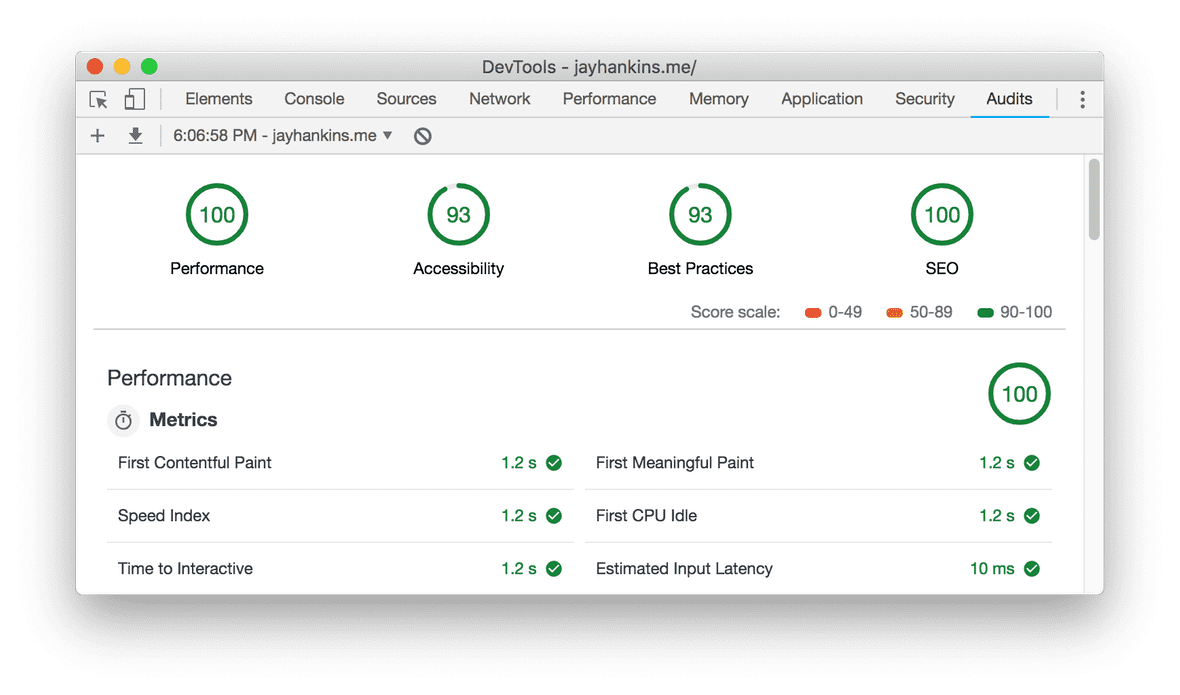 DevTools - jayhankins.me/
Elements Console Sources Network Performance Memory Application Security Audits
6:06:58 PM - jayhankins.me
100 93 93 100
Performance Accessibility Best Practices SEO
Score scale: 0-49 50-89 90-100
Performance 100
Metrics
First Contentful Paint 1.2 s First Meaningful Paint 1.2 s
Speed Index 1.2 s First CPU Idle 1.2 s
Time to Interactive 1.2 s Estimated Input Latency 10 ms